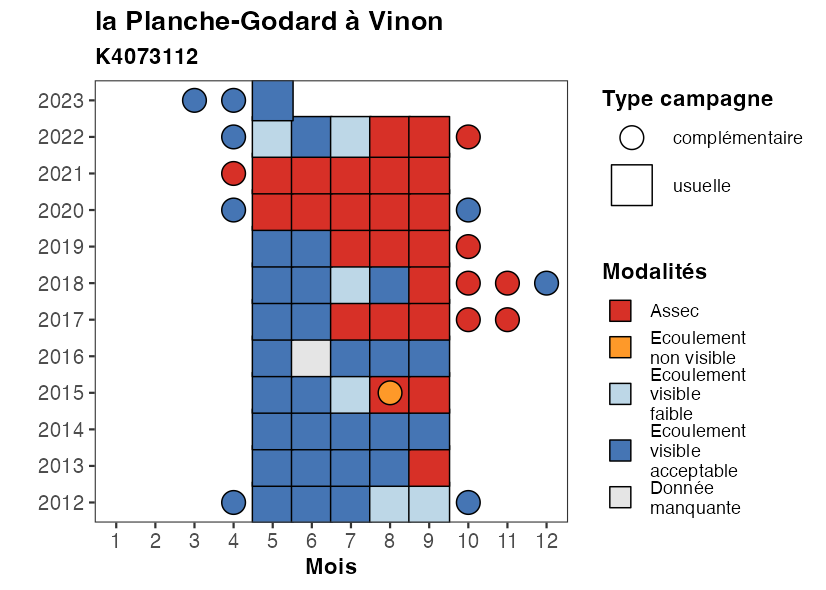 la Planche-Godard à Vinon
K4073112
2023
2022
2021
2020
2019
2018
2017
2016
2015
2014
2013
2012
1 2 3 4 5 6 7 8 9 10 11 12
Mois
Type campagne
complémentaire
usuelle
Modalités
Assec
Ecoulement
non visible
Ecoulement
visible
faible
Ecoulement
visible
acceptable
Donnée
manquante